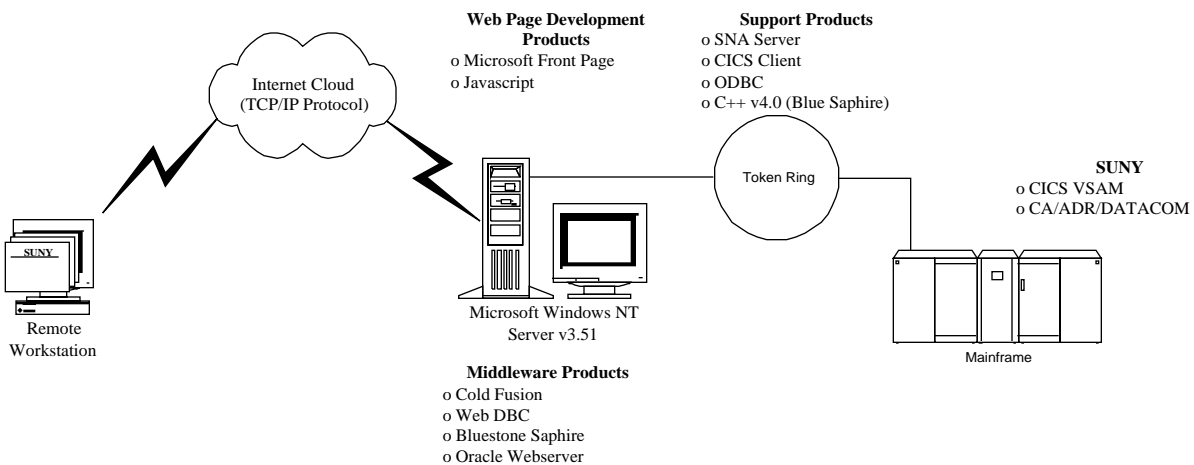 Web Page Development
Products
o Microsoft Front Page
o Javascript
Support Products
o SNA Server
o CICS Client
o ODBC
o C++ v4.0 (Blue Saphire)
Internet Cloud
(TCP/IP Protocol)
Token Ring
SUNY
o CICS VSAM
o CA/ADR/DATACOM
SUNY
Remote
Workstation
Microsoft Windows NT
Server v3.51
Mainframe
Middleware Products
o Cold Fusion
o Web DBC
o Bluestone Saphire
o Oracle Webserver